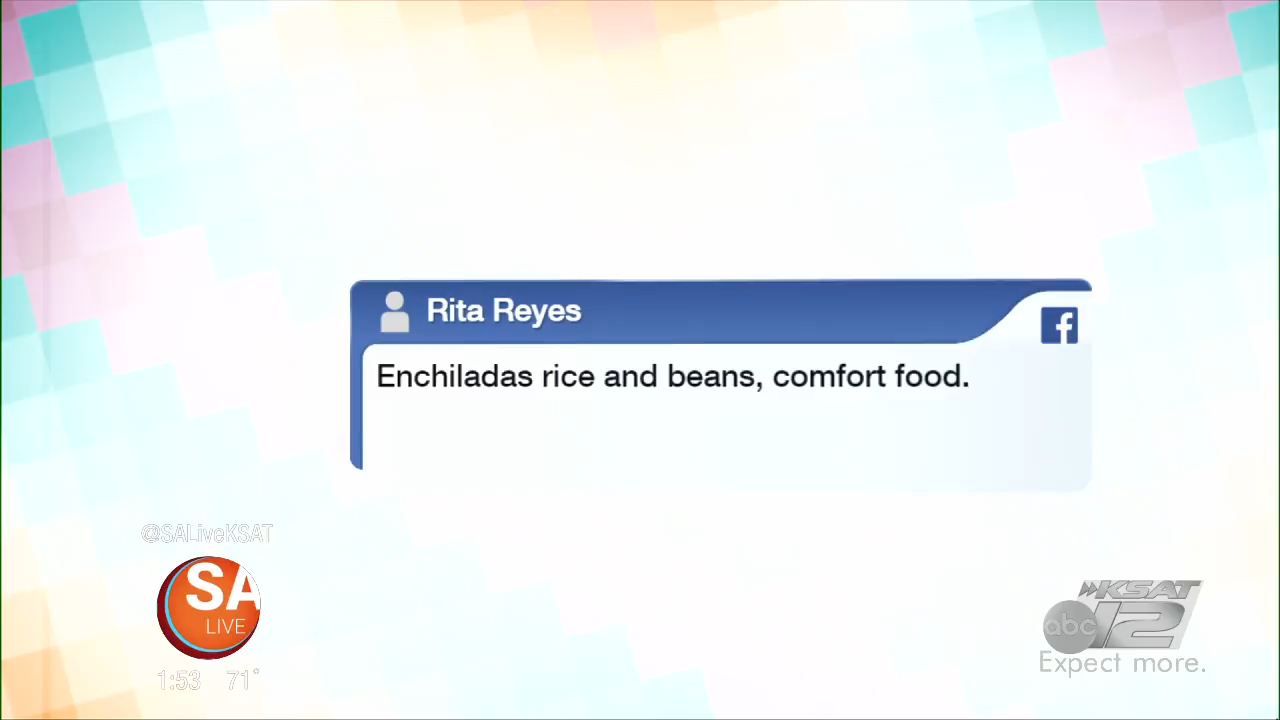 Rita Reyes
f
Enchiladas rice and beans, comfort food.
@SALiveKSAT
SA
LIVE
1:53 71°
KSAT
abc 12
Expect more.